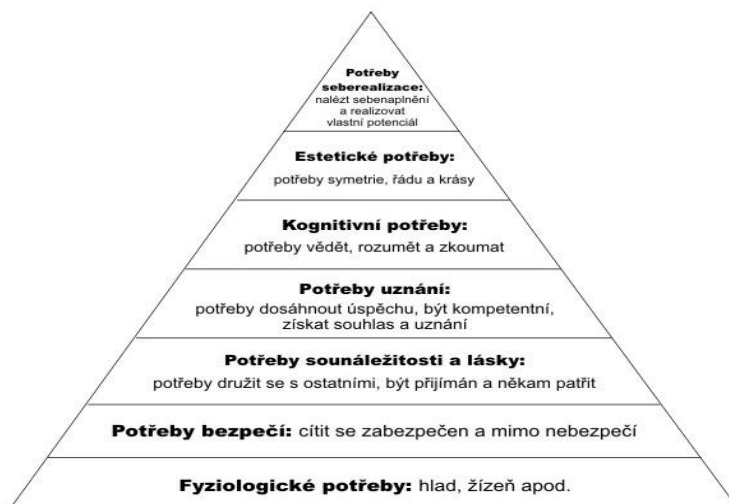 Potřeby
seberealizace:
nalézt sebenaplnění
a realizovat
vlastní potenciál
Estetické potřeby:
potřeby symetrie, řádu a krásy
Kognitivní potřeby:
potřeby vědět, rozumět a zkoumat
Potřeby uznání:
potřeby dosáhnout úspěchu, být kompetentní,
získat souhlas a uznání
Potřeby sounáležitosti a lásky:
potřeby družit se s ostatními, být přijímán a někam patřit
Potřeby bezpečí: cítit se zabezpečen a mimo nebezpečí
Fyziologické potřeby: hlad, žízeň apod.